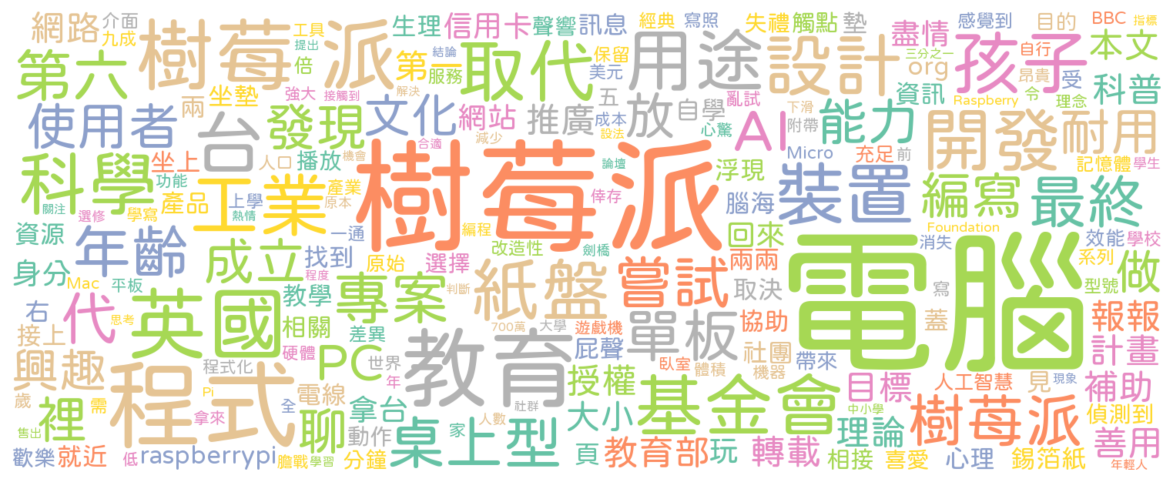 網路
介面
九成
樹莓派
工具
提出
倍
生理
信用卡
聲響
訊息
經典
寫照
失禮
觸點
墊
盡情
感覺到
目的
BBC
指標
第六
第一
服務
結論
取代
保留
美元
用途
設計
org
孩子
自行
三分之一
本文
使用者
兩
坐墊
強大
接觸到
解決
文化
網站
推廣
五
放
成本
設法
自學
亂試
心驚
下滑
附帶
AI
能力
資訊
Raspberry
昂貴
令
受
理念
科普
台
發現
減少
合適
論壇
Micro
充足
前
開發
耐用
記憶體
學生
科學
坐上
功能
播放
人口
機會
樹莓派
浮現
裝置
編寫
最終
關注
選修
產品
工業
上學
熱情
產業
原本
倖存
腦海
Foundation
資源
年齡
學寫
成立
一通
找到
編程
改造性
劍橋
回來
消失
效能
學校
身分
Mac
平板
程度
原始
選擇
紙盤
嘗試
兩兩
電腦
系列
型號
做
右
代
思考
英國
教學
相關
專案
判斷
差異
取決
寫
接上
硬體
700萬
大學
遊戲機
單板
協助
蓋
報報
計畫
興趣
程式
程式化
PC
世界
年
教育
屁聲
臥室
體積
社團
機器
帶來
現象
歲
裡
需
Pi
電線
全
拿台
人數
社群
授權
基金會
目標
人工智慧
見
補助
售出
拿來
聊
動作
家
桌上型
大小
中小學
樹莓派
偵測到
歡樂
就近
低
raspberrypi
膽戰
學習
分鐘
頁
教育部
玩
轉載
理論
相接
喜愛
心理
錫箔紙
善用
年輕人